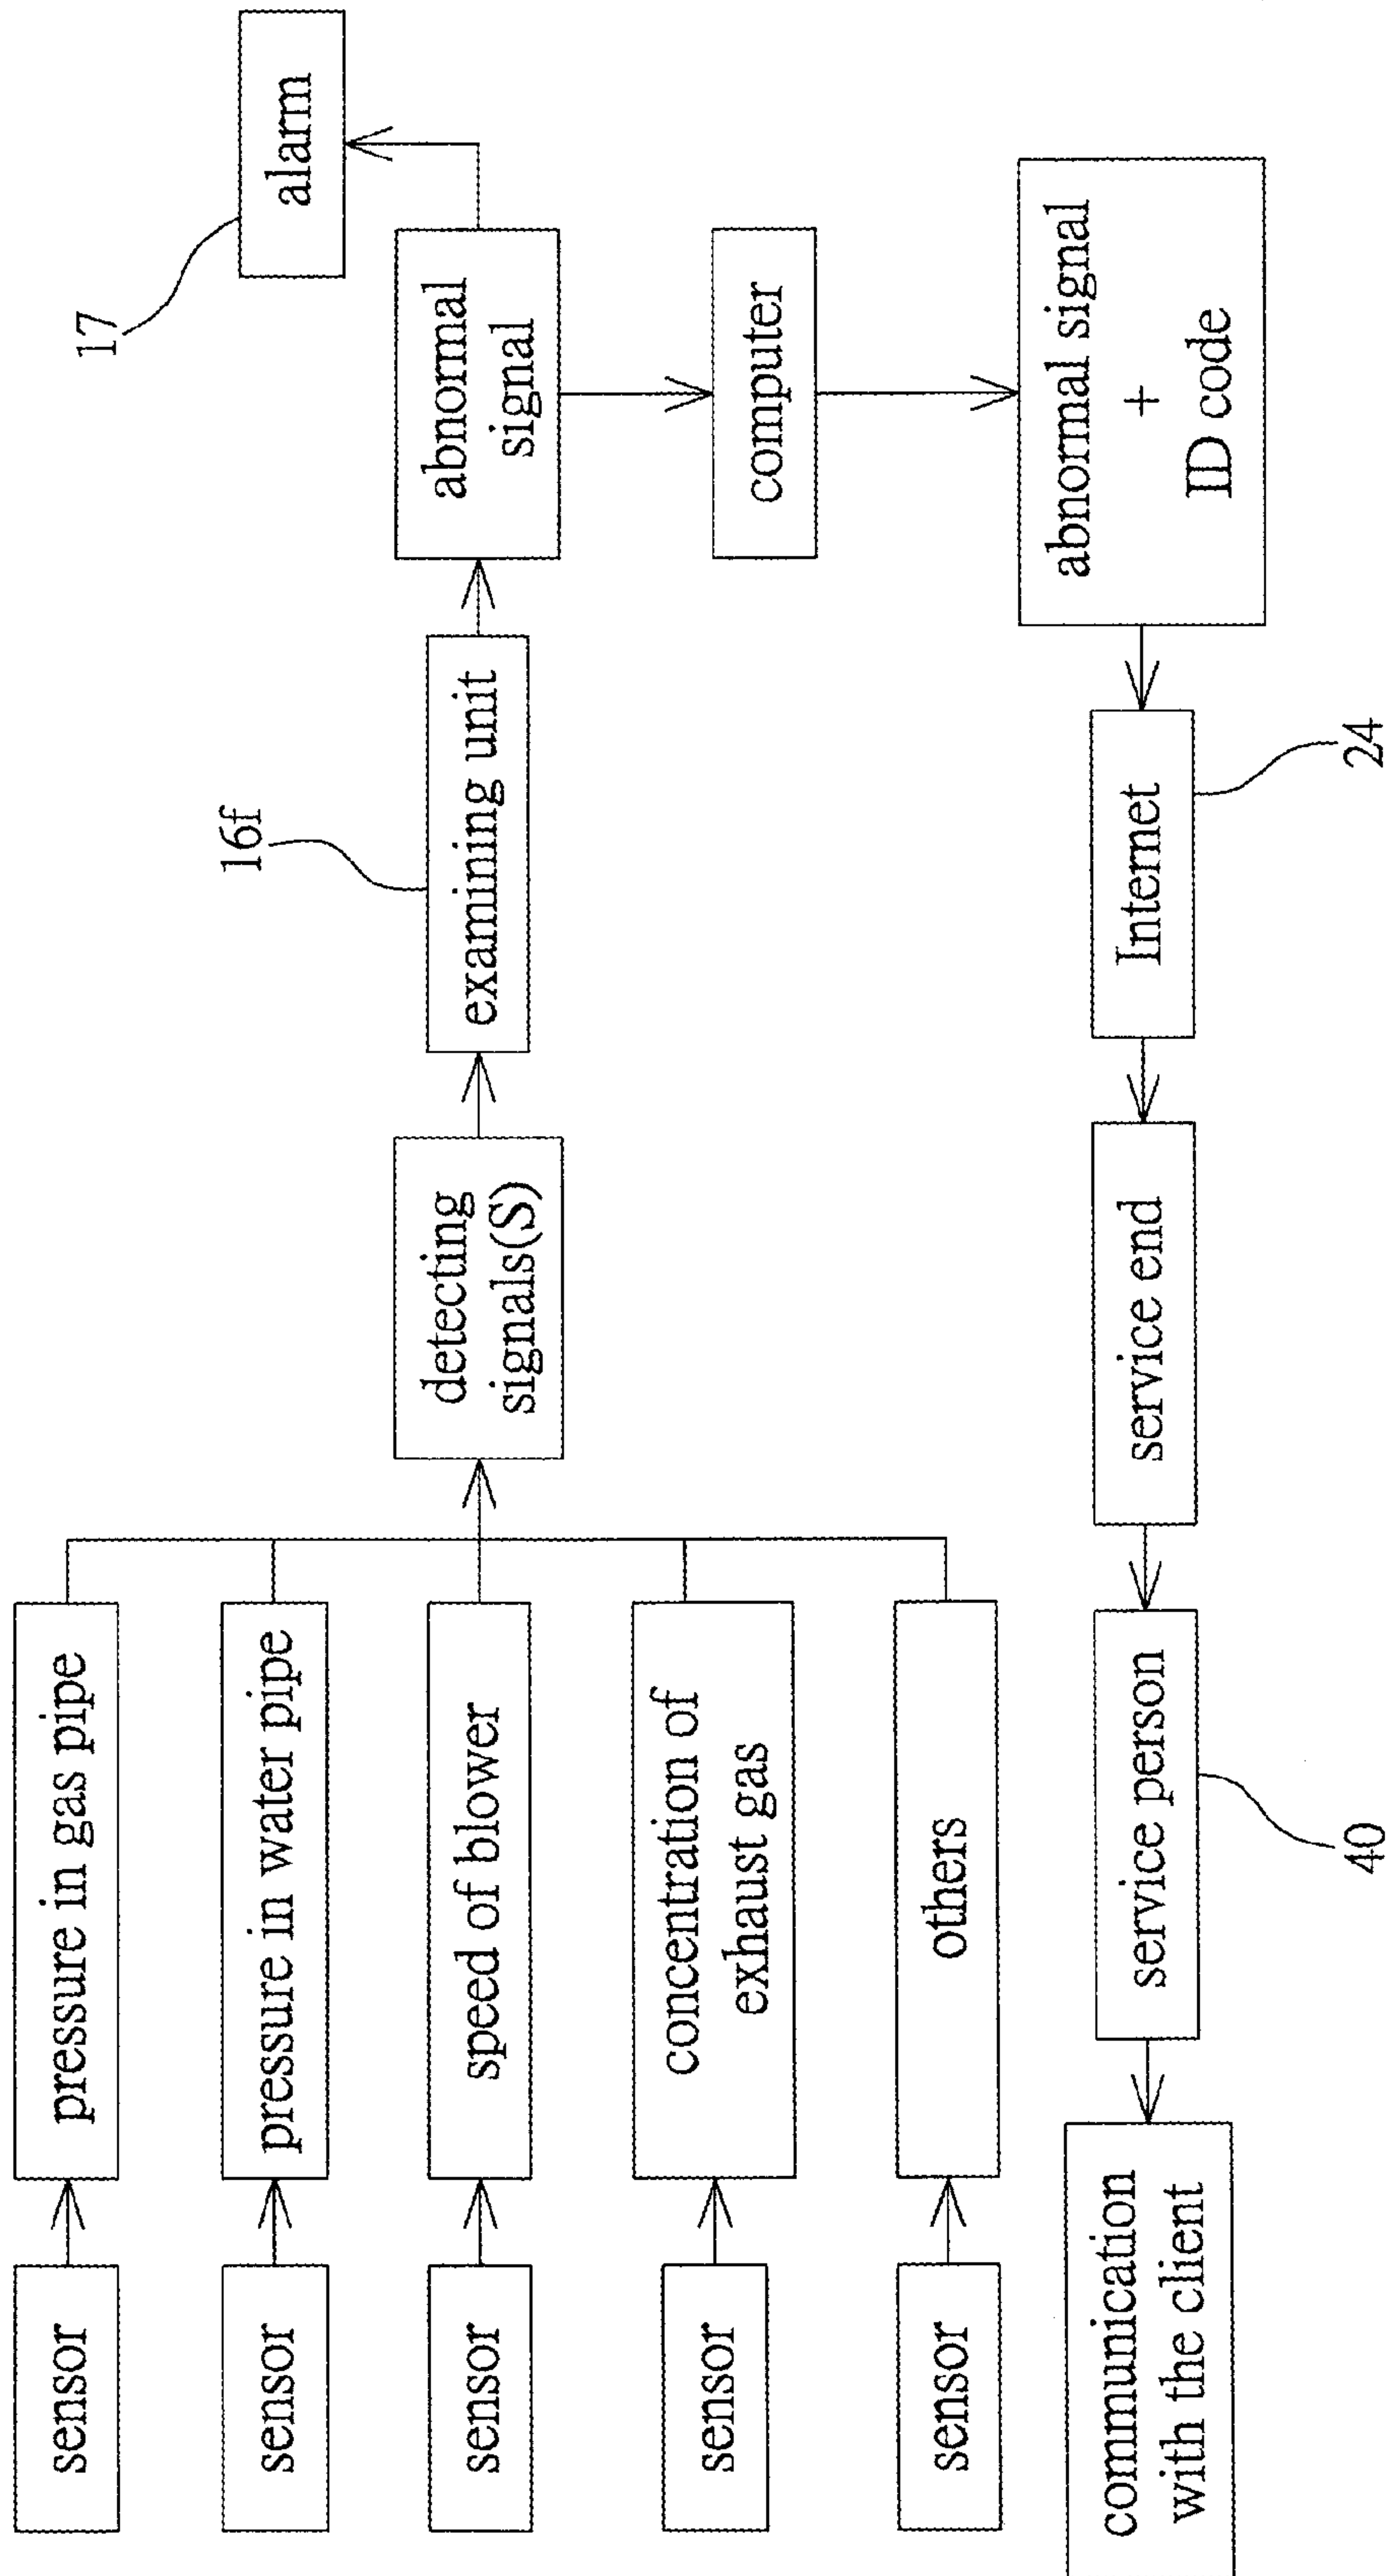 sensor
pressure in gas pipe
sensor
pressure in water pipe
sensor
speed of blower
sensor
concentration of
exhaust gas
sensor
others
detecting
signals(S)
16f
examining unit
abnormal
signal
17
alarm
computer
abnormal signal
+
ID code
Internet
24
service end
service person
40
communication
with the client